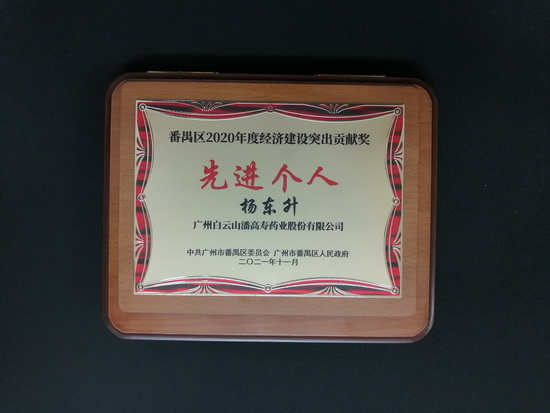 番禺区2020年度经济建设突出贡献奖
先进个人
杨东升
广州白云山潘高寿药业股份有限公司
中共广州市番禺区委员会 广州市番禺区人民政府
二〇二一年十一月